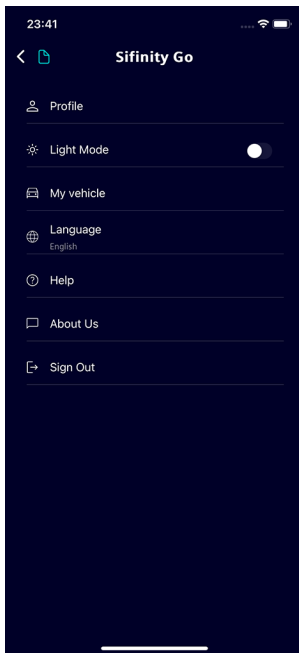 23:41
Sifinity Go
Profile
Light Mode
My vehicle
Language
English
Help
About Us
Sign Out